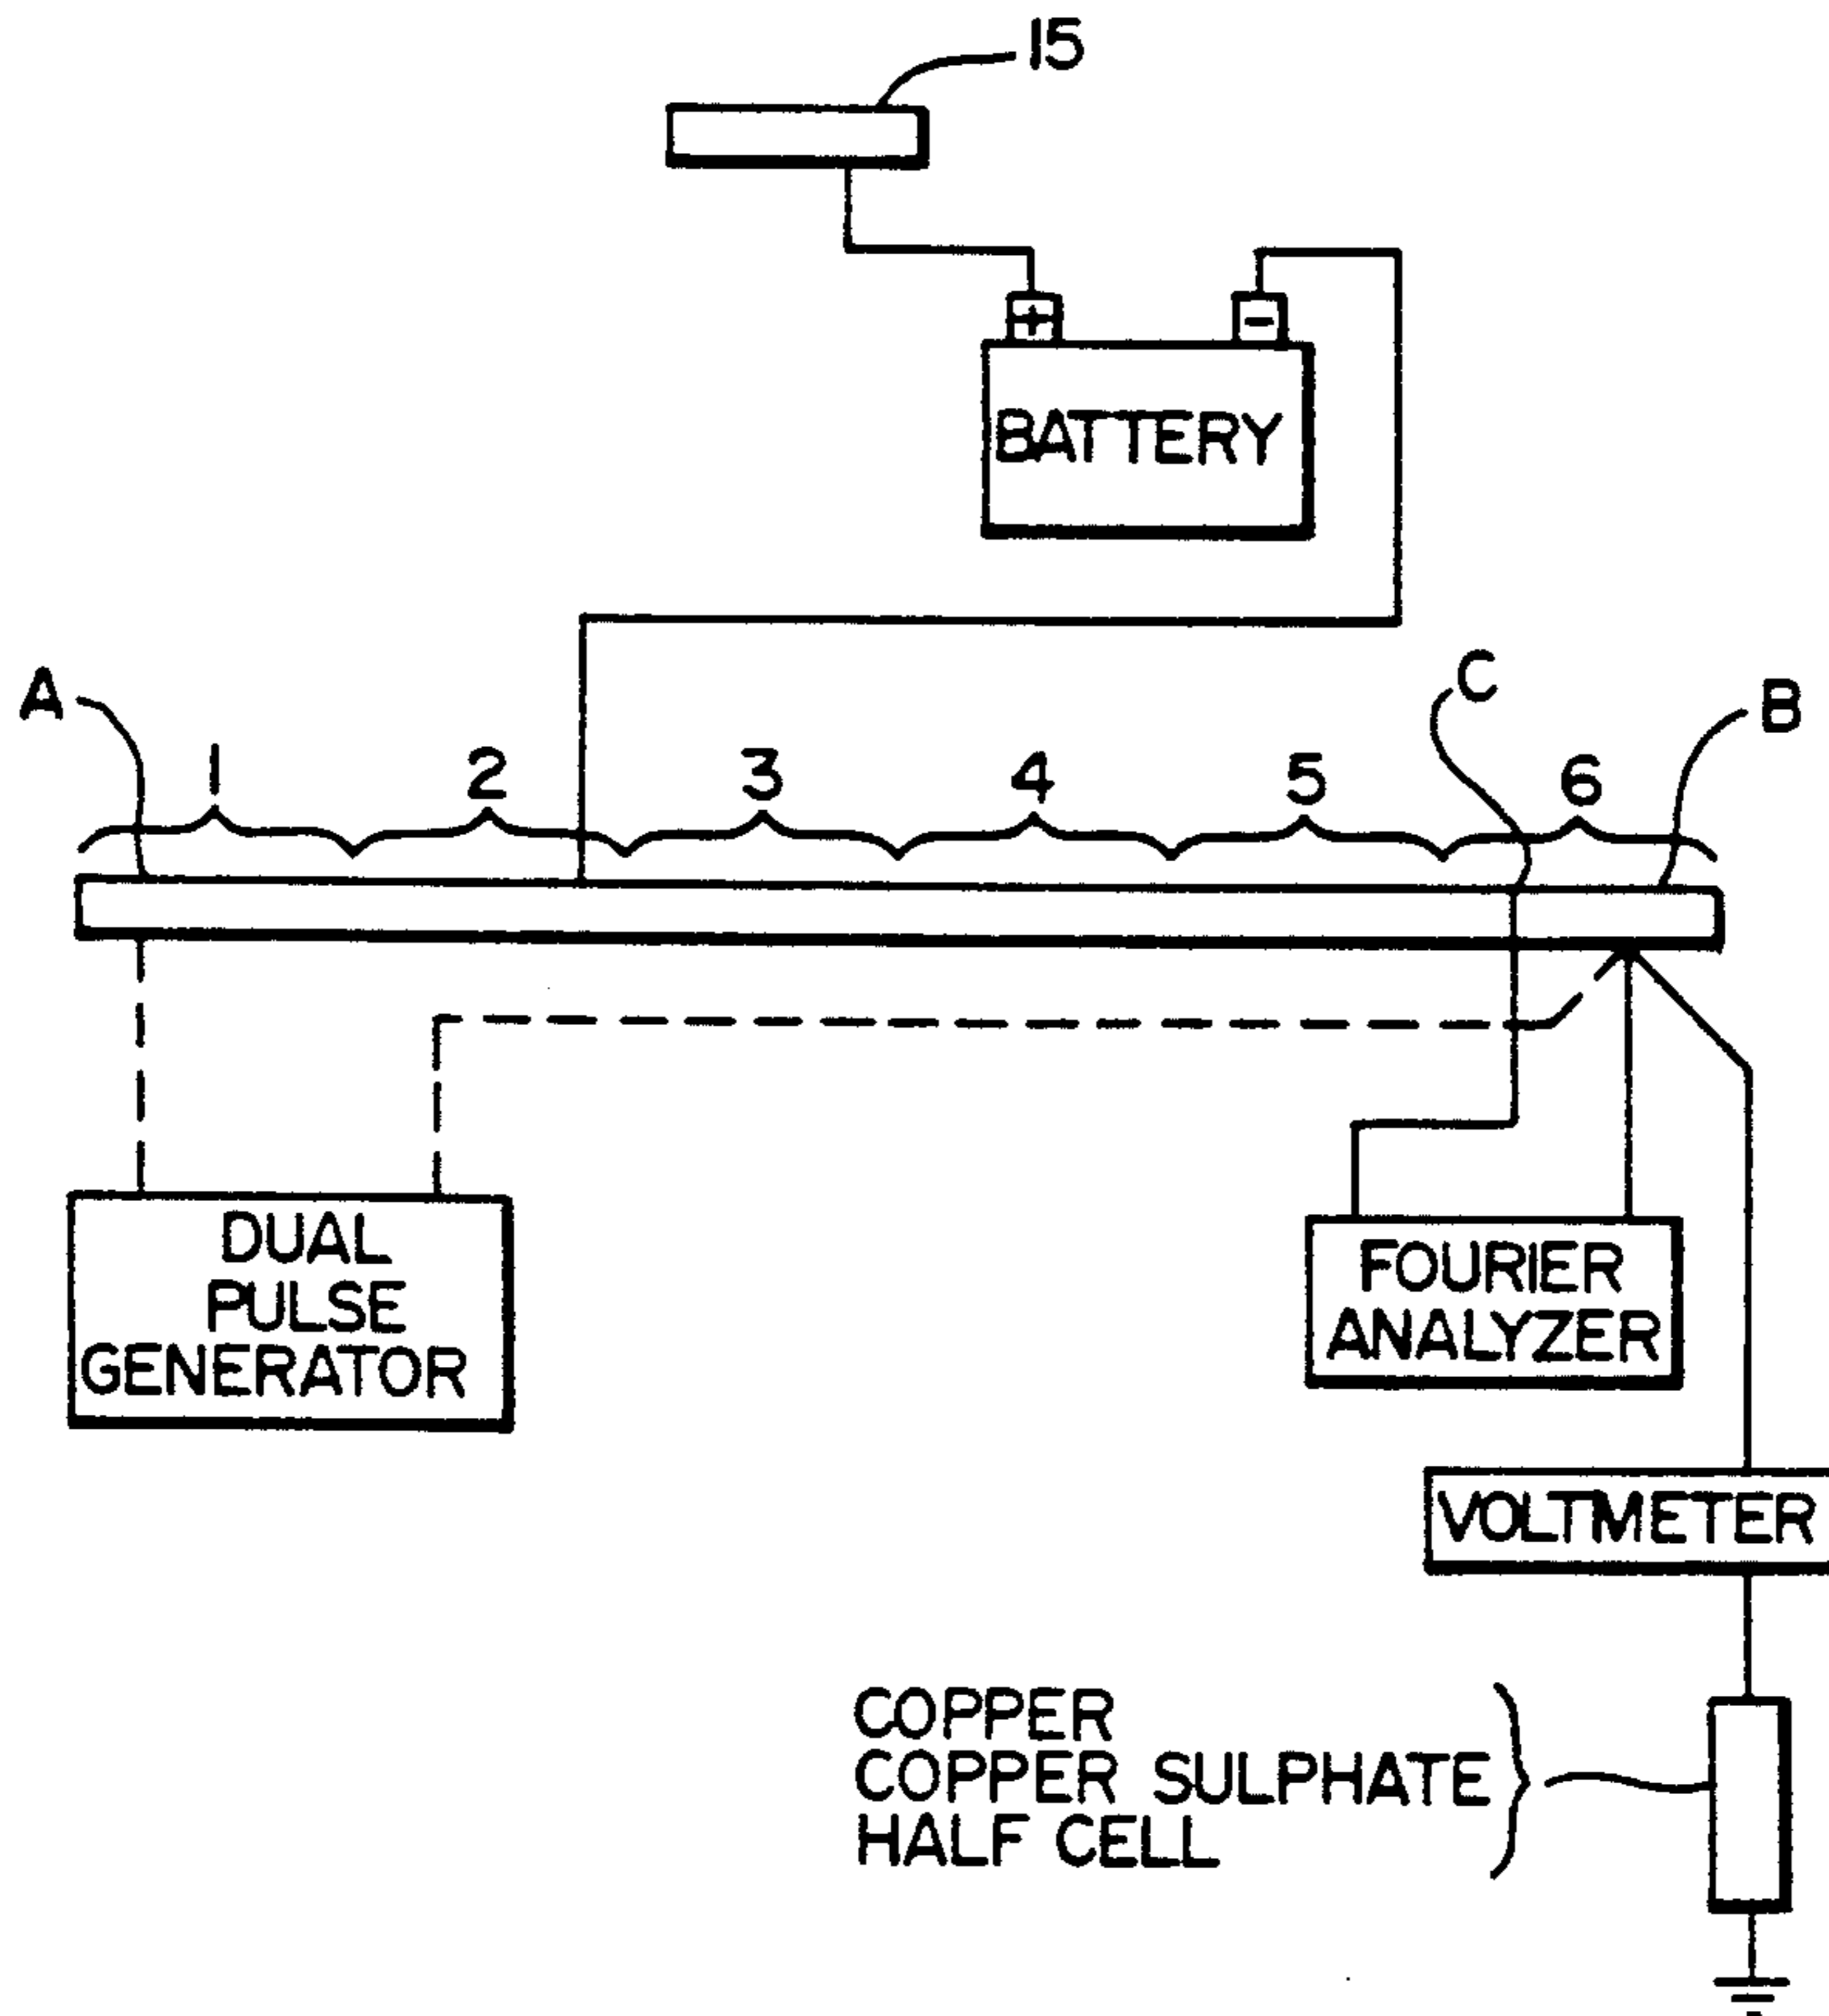 15
+ -
BATTERY
A
C
B
1 2 3 4 5 6
DUAL
PULSE
GENERATOR
FOURIER
ANALYZER
VOLTMETER
COPPER
COPPER SULPHATE
HALF CELL